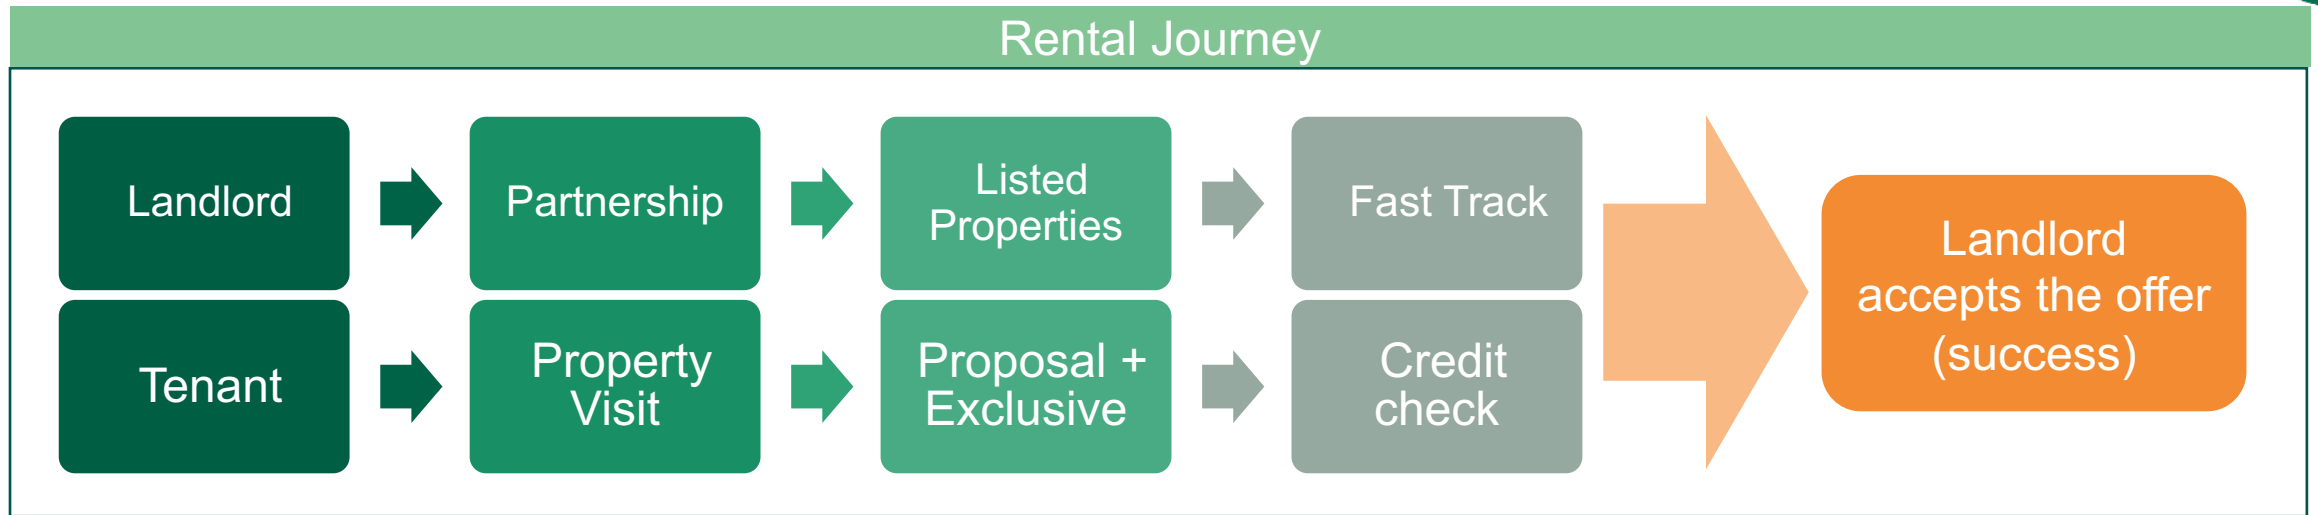 Rental Journey
Landlord
Partnership
Listed
Properties
Fast Track
Tenant
Property
Visit
Proposal +
Exclusive
Credit
check
Landlord
accepts the offer
(success)